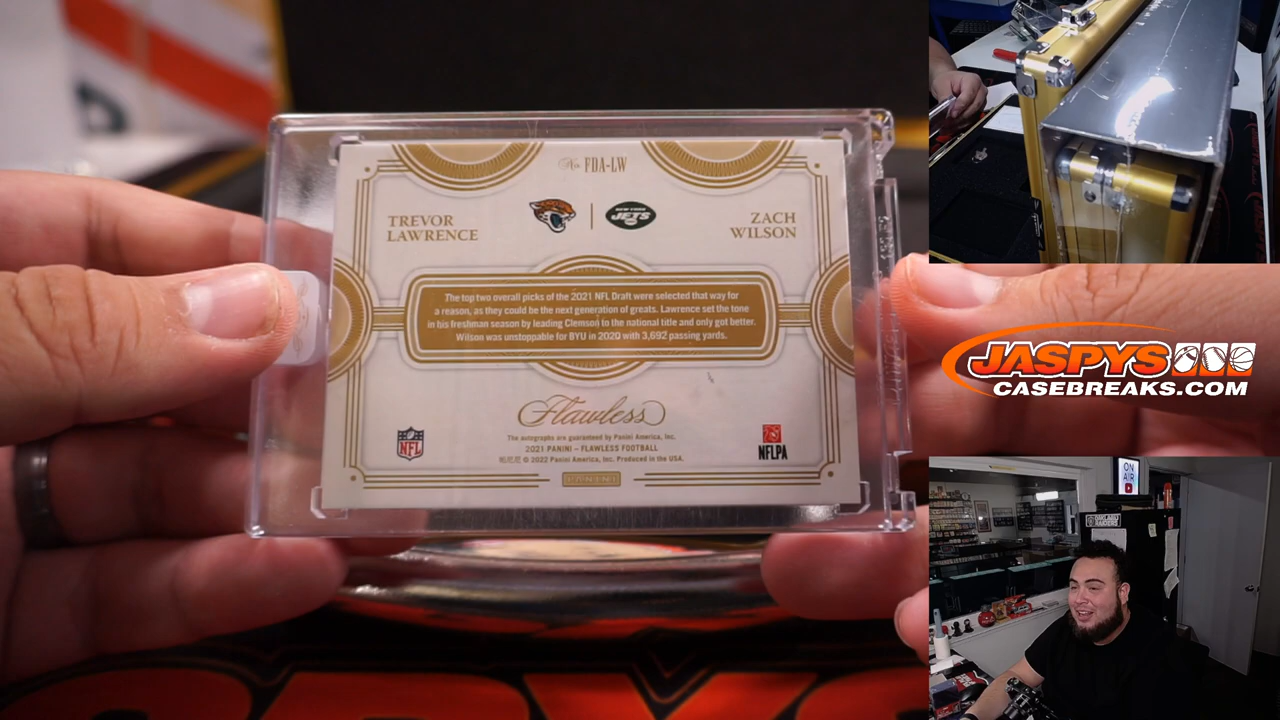 No. FDA-LW
TREVOR LAWRENCE
NEW YORK JETS
ZACH WILSON
The top two overall picks of the 2021 NFL Draft were selected that way for
a reason, as they could be the next generation of greats. Lawrence set the tone
in his freshman season by leading Clemson to the national title and only got better.
Wilson was unstoppable for BYU in 2020 with 3,692 passing yards.
Flawless
The autographs are guaranteed by Panini America, Inc.
2021 PANINI – FLAWLESS FOOTBALL
© 2022 Panini America, Inc. Produced in the USA.
NFL
NFLPA
PANINI
JASPYS
CASEBREAKS.COM
ON AIR
OAKLAND RAIDERS